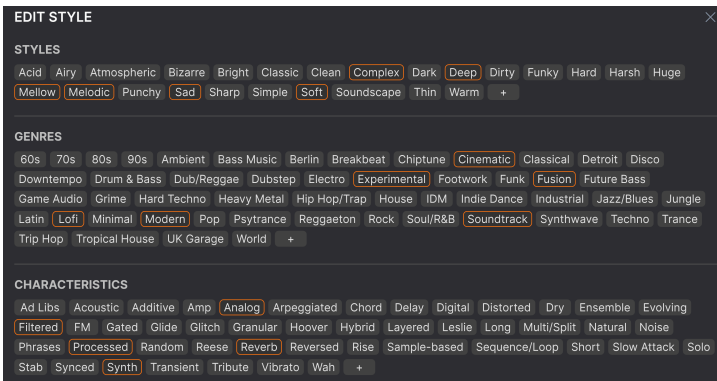 EDIT STYLE
STYLES
Acid Airy Atmospheric Bizarre Bright Classic Clean Complex Dark Deep Dirty Funky Hard Harsh Huge
Mellow Melodic Punchy Sad Sharp Simple Soft Soundscape Thin Warm +
GENRES
60s 70s 80s 90s Ambient Bass Music Berlin Breakbeat Chiptune Cinematic Classical Detroit Disco
Downtempo Drum & Bass Dub/Reggae Dubstep Electro Experimental Footwork Funk Fusion Future Bass
Game Audio Grime Hard Techno Heavy Metal Hip Hop/Trap House IDM Indie Dance Industrial Jazz/Blues Jungle
Latin Lofi Minimal Modern Pop Psytrance Reggaeton Rock Soul/R&B Soundtrack Synthwave Techno Trance
Trip Hop Tropical House UK Garage World +
CHARACTERISTICS
Ad Libs Acoustic Additive Amp Analog Arpeggiated Chord Delay Digital Distorted Dry Ensemble Evolving
Filtered FM Gated Glide Glitch Granular Hoover Hybrid Layered Leslie Long Multi/Split Natural Noise
Phrases Processed Random Reese Reverb Reversed Rise Sample-based Sequence/Loop Short Slow Attack Solo
Stab Synced Synth Transient Tribute Vibrato Wah +